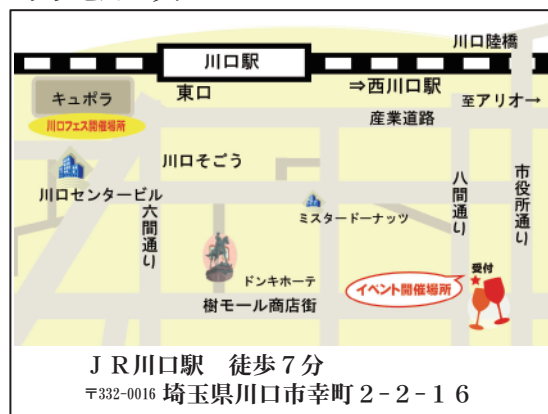 川口陸橋
川口駅
東口
⇒西川口駅
至アリオ→
キュポラ
産業道路
川口フェス開催場所
川口そごう
川口センタービル
六間通り
八間通り
市役所通り
ミスタードーナッツ
受付
ドンキホーテ
イベント開催場所
樹モール商店街
ＪＲ川口駅　徒歩７分
〒332-0016 埼玉県川口市幸町２-２-１６